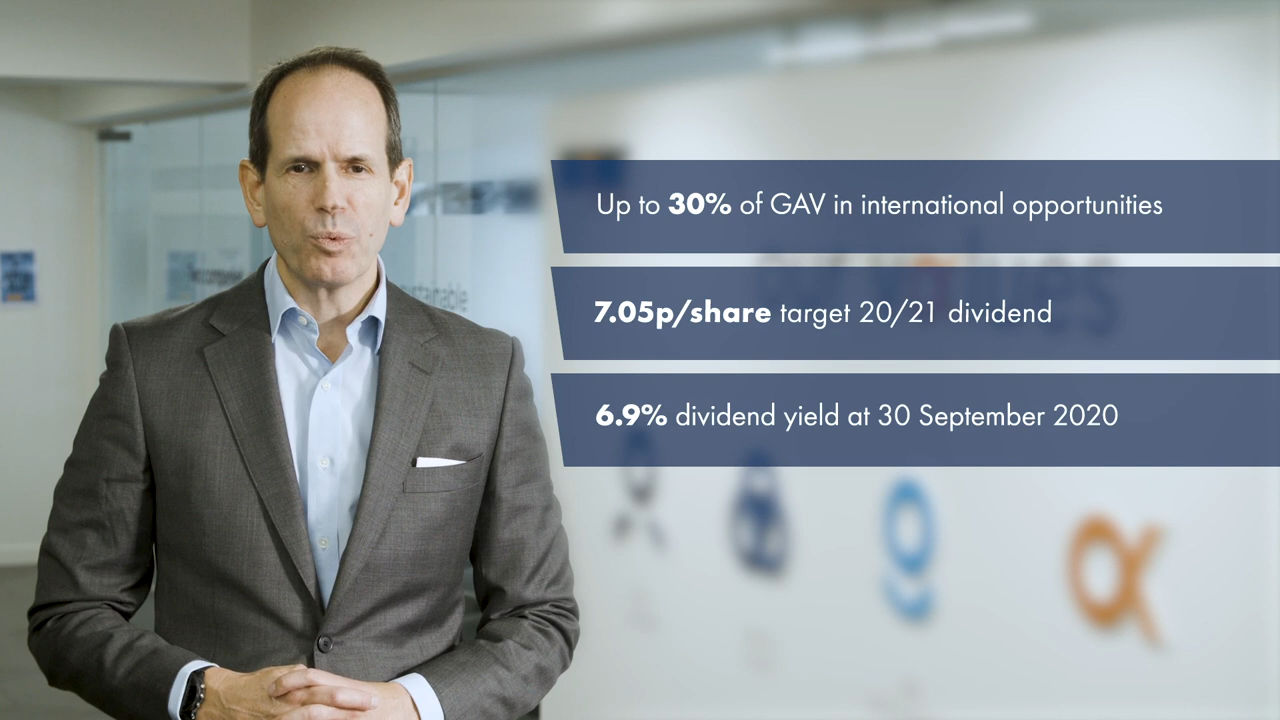 Up to 30% of GAV in international opportunities
7.05p/share target 20/21 dividend
6.9% dividend yield at 30 September 2020